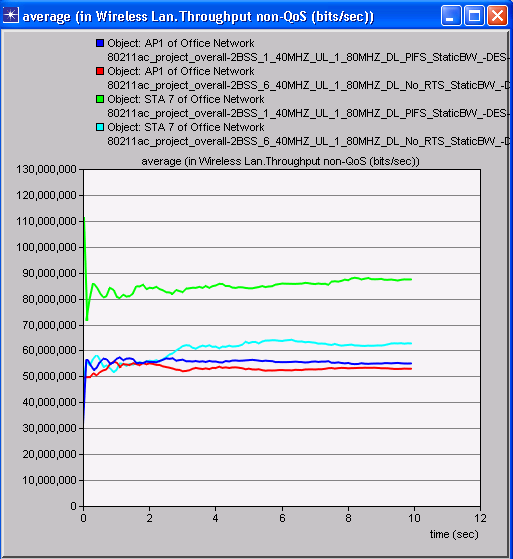 average (in Wireless Lan.Throughput non-QoS (bits/sec))
Object: AP1 of Office Network
80211ac_project_overall-2BSS_1_40MHZ_UL_1_80MHZ_DL_PIFS_StaticBW_-DES-
Object: AP1 of Office Network
80211ac_project_overall-2BSS_6_40MHZ_UL_1_80MHZ_DL_No_RTS_StaticBW_-D
Object: STA 7 of Office Network
80211ac_project_overall-2BSS_1_40MHZ_UL_1_80MHZ_DL_PIFS_StaticBW_-DES-
Object: STA 7 of Office Network
80211ac_project_overall-2BSS_6_40MHZ_UL_1_80MHZ_DL_No_RTS_StaticBW_-D
average (in Wireless Lan.Throughput non-QoS (bits/sec))
130,000,000
120,000,000
110,000,000
100,000,000
90,000,000
80,000,000
70,000,000
60,000,000
50,000,000
40,000,000
30,000,000
20,000,000
10,000,000
0
0 2 4 6 8 10 12
time (sec)